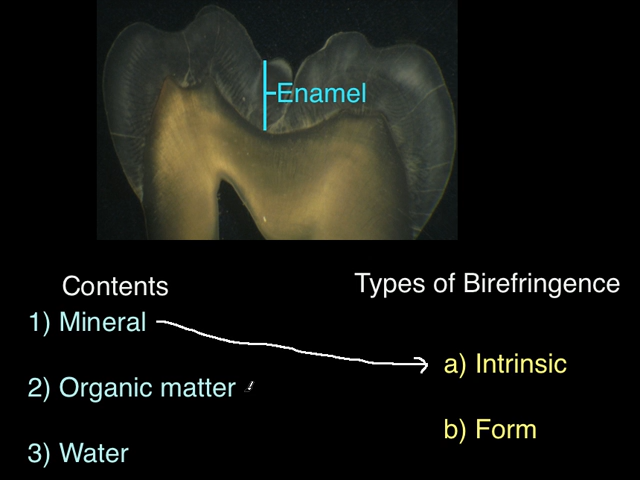 Enamel
Contents
Types of Birefringence
1) Mineral
a) Intrinsic
2) Organic matter
b) Form
3) Water